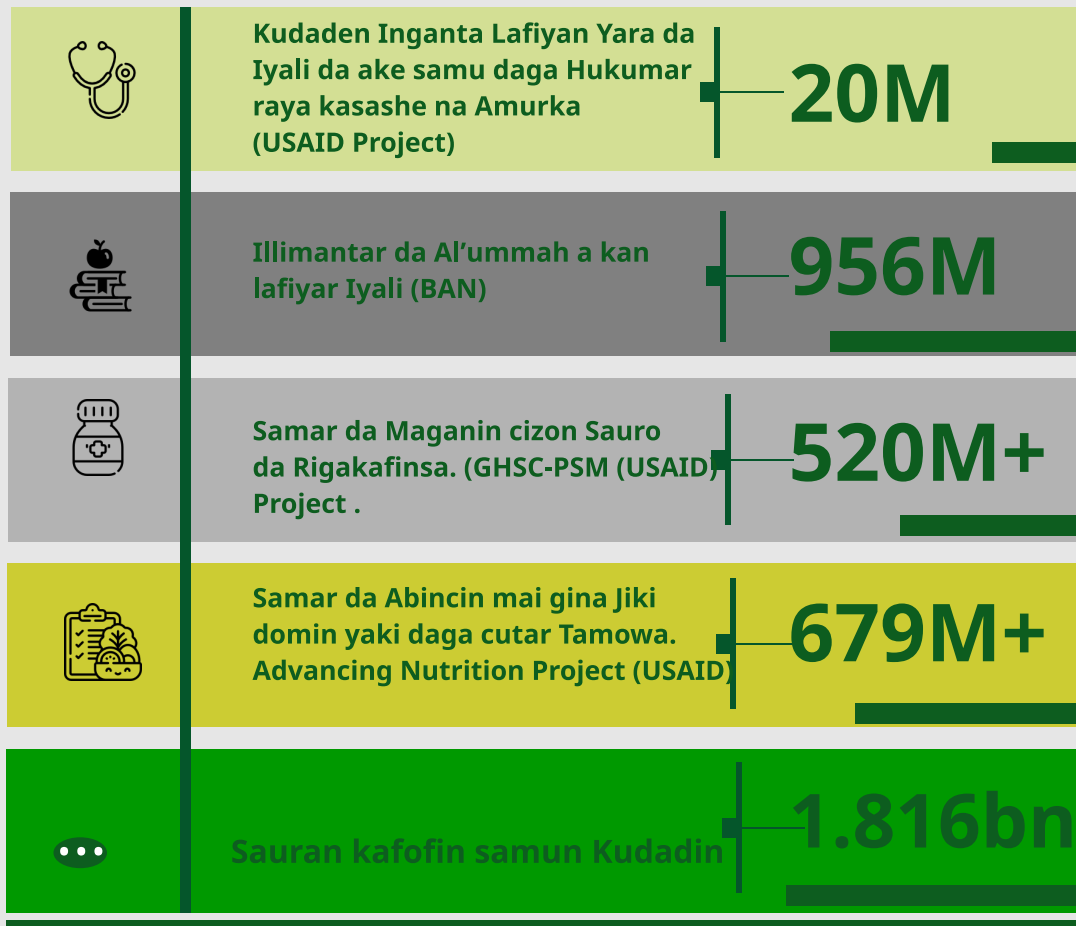 Kudaden Inganta Lafiyan Yara da
Iyali da ake samu daga Hukumar
raya kasashe na Amurka
(USAID Project)
20M
Illimantar da Al’ummah a kan
lafiyar Iyali (BAN)
956M
Samar da Maganin cizon Sauro
da Rigakafinsa. (GHSC-PSM (USAID)
Project .
520M+
Samar da Abincin mai gina Jiki
domin yaki daga cutar Tamowa.
Advancing Nutrition Project (USAID)
679M+
Sauran kafofin samun Kudadin
1.816bn